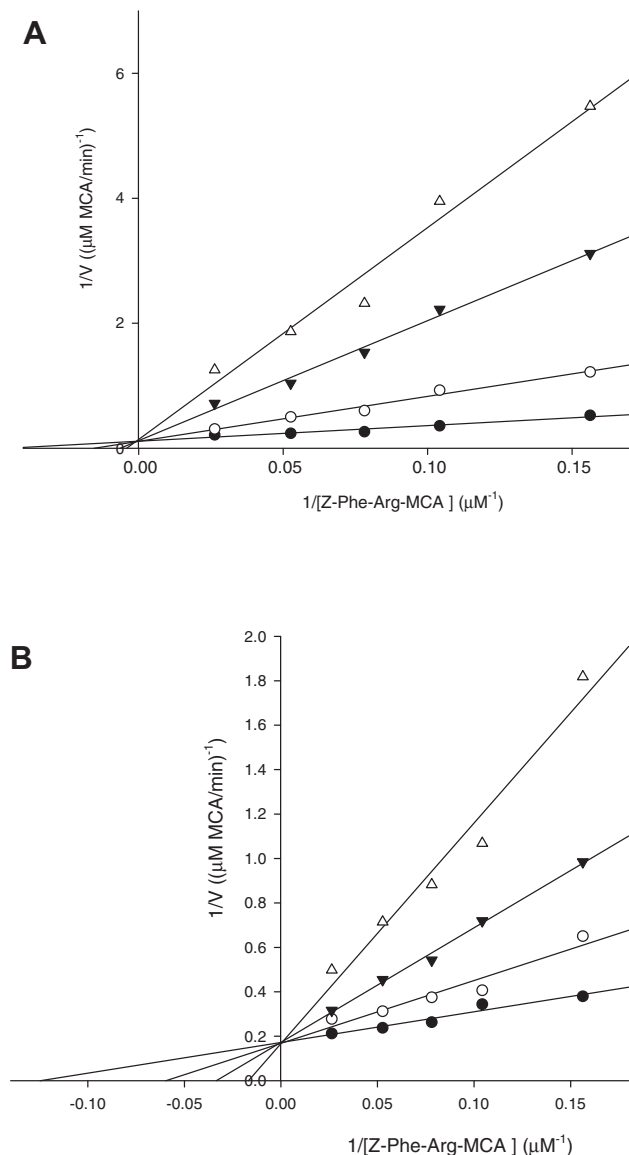 A
6
4
2
0
1/V ((μM MCA/min)-1
0.00 0.05 0.10 0.15
1/[Z-Phe-Arg-MCA ] (μM-1)
B
2.0
1.8
1.6
1.4
1.2
1.0
0.8
0.6
0.4
0.2
0.0
1/V ((μM MCA/min)-1
-0.10 -0.05 0.00 0.05 0.10 0.15
1/[Z-Phe-Arg-MCA ] (μM-1)